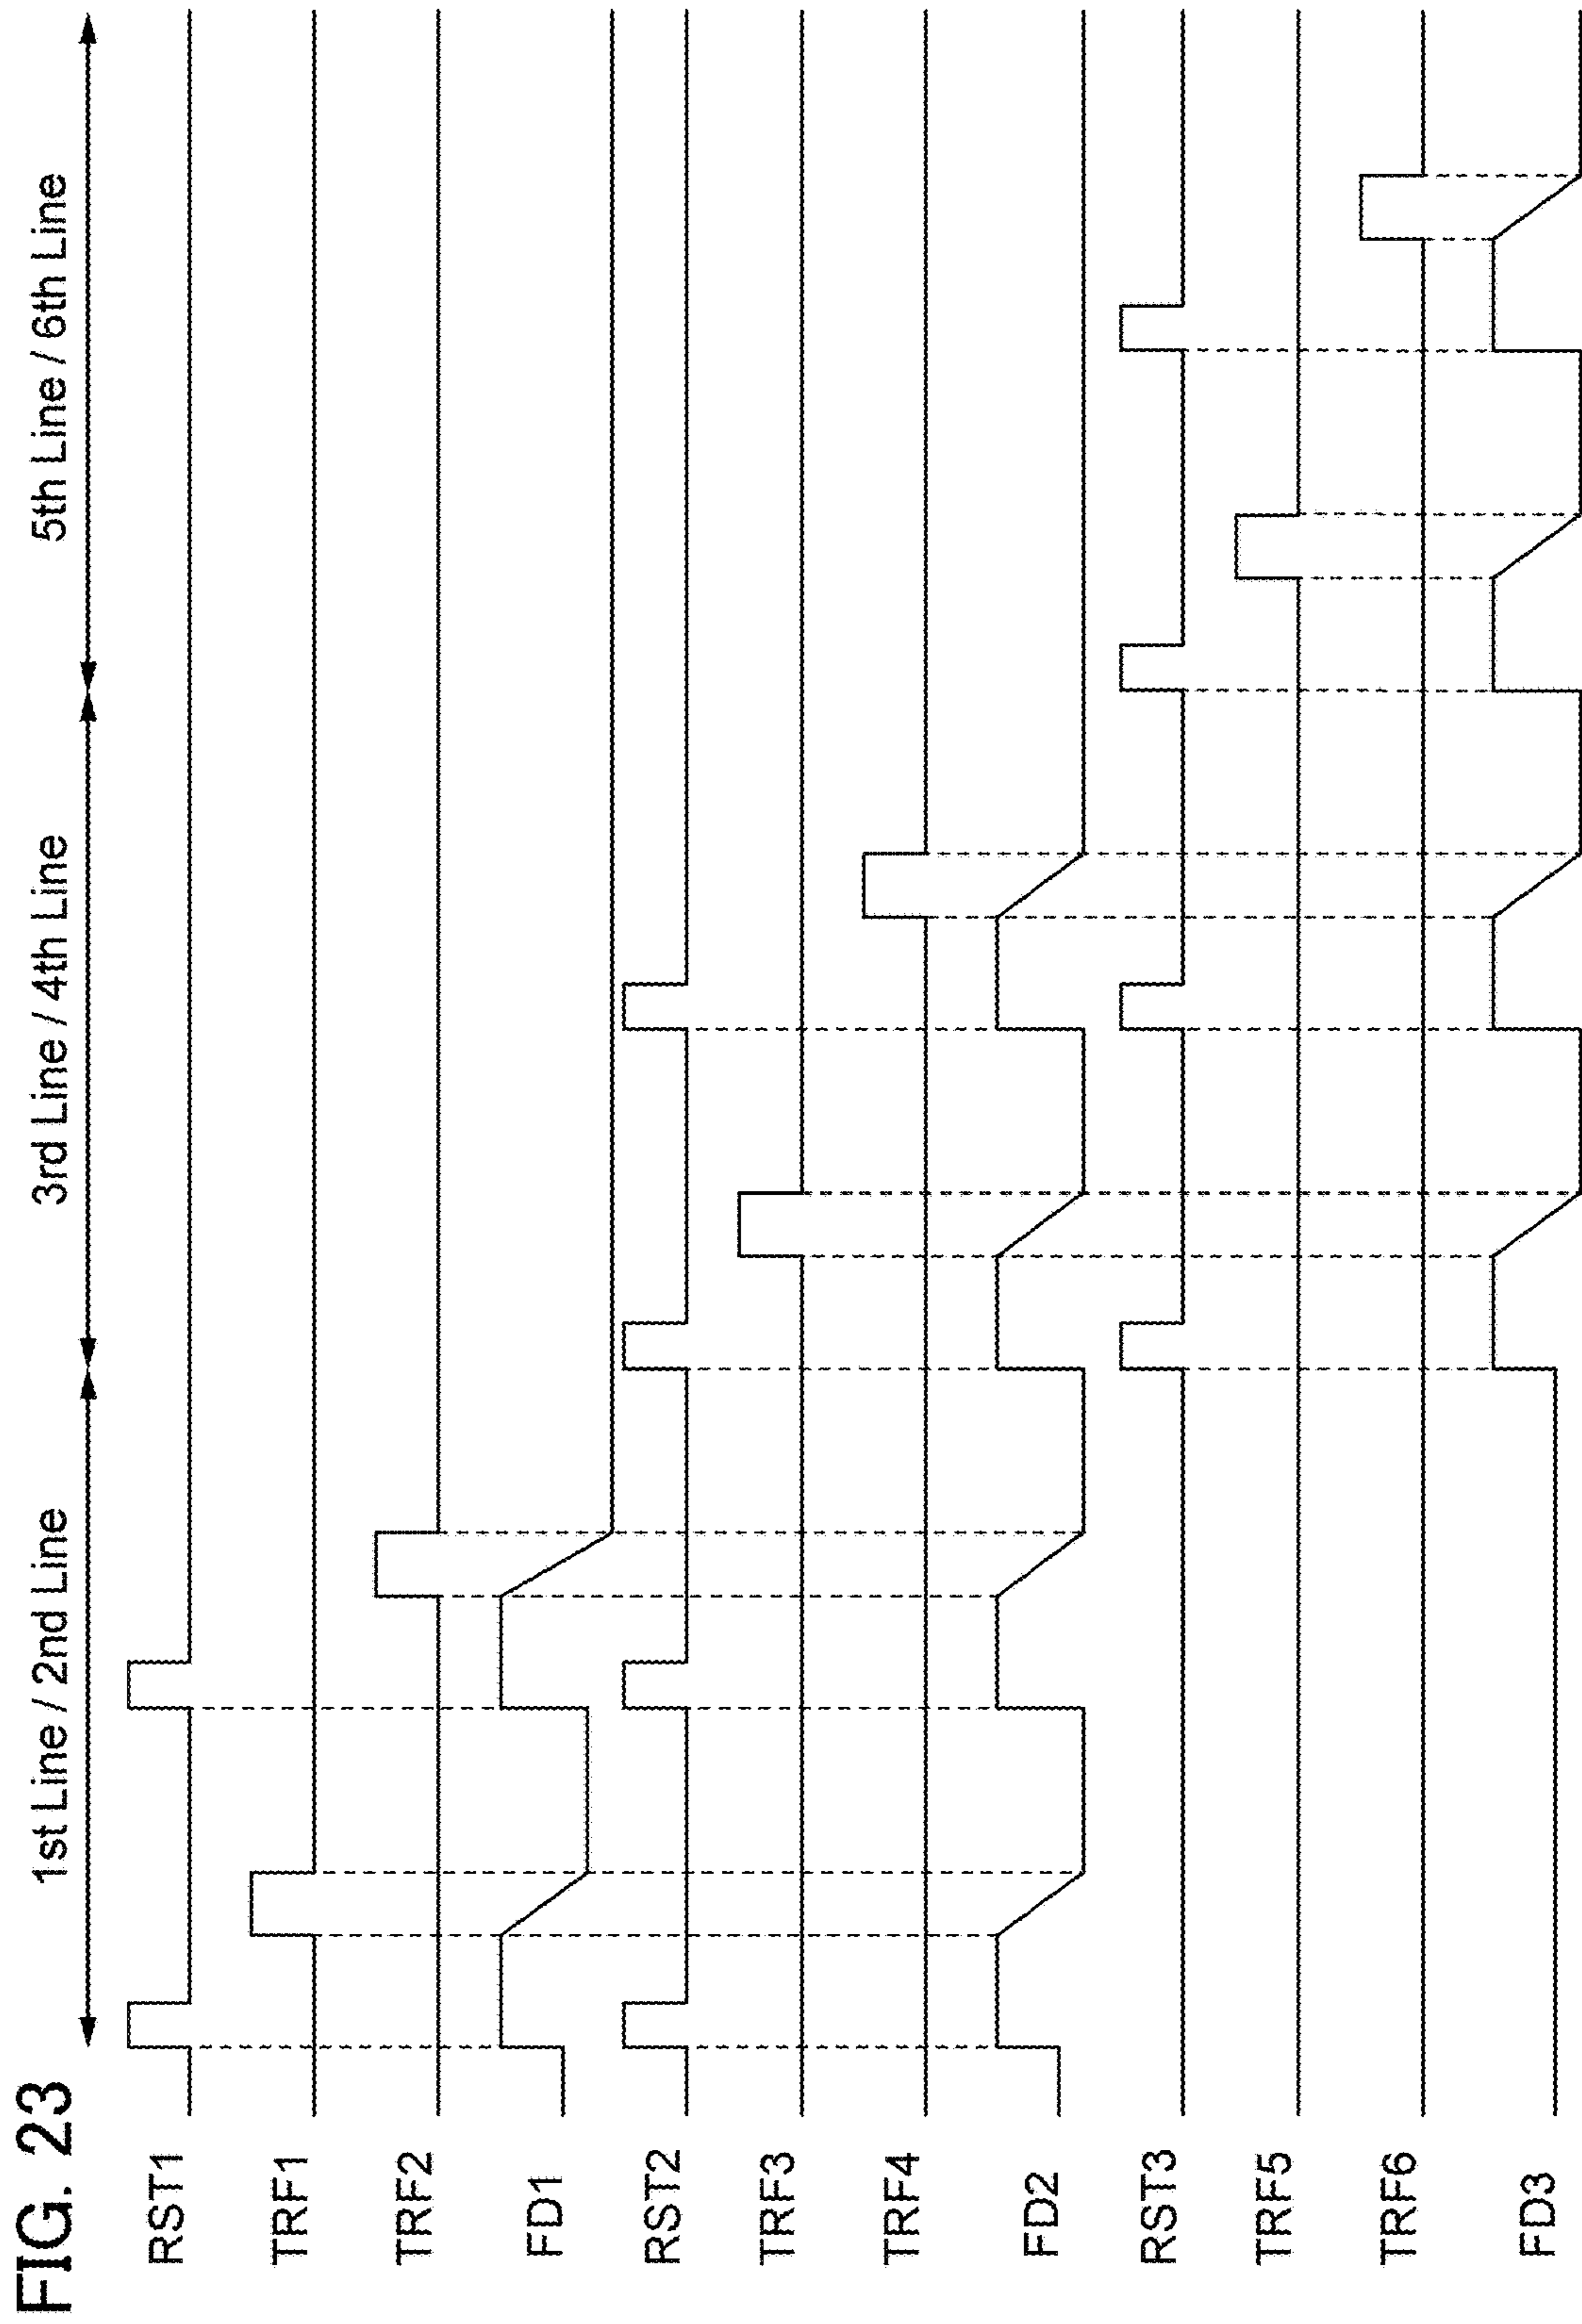 FIG. 23
1st Line / 2nd Line
3rd Line / 4th Line
5th Line / 6th Line
RST1
TRF1
TRF2
FD1
RST2
TRF3
TRF4
FD2
RST3
TRF5
TRF6
FD3